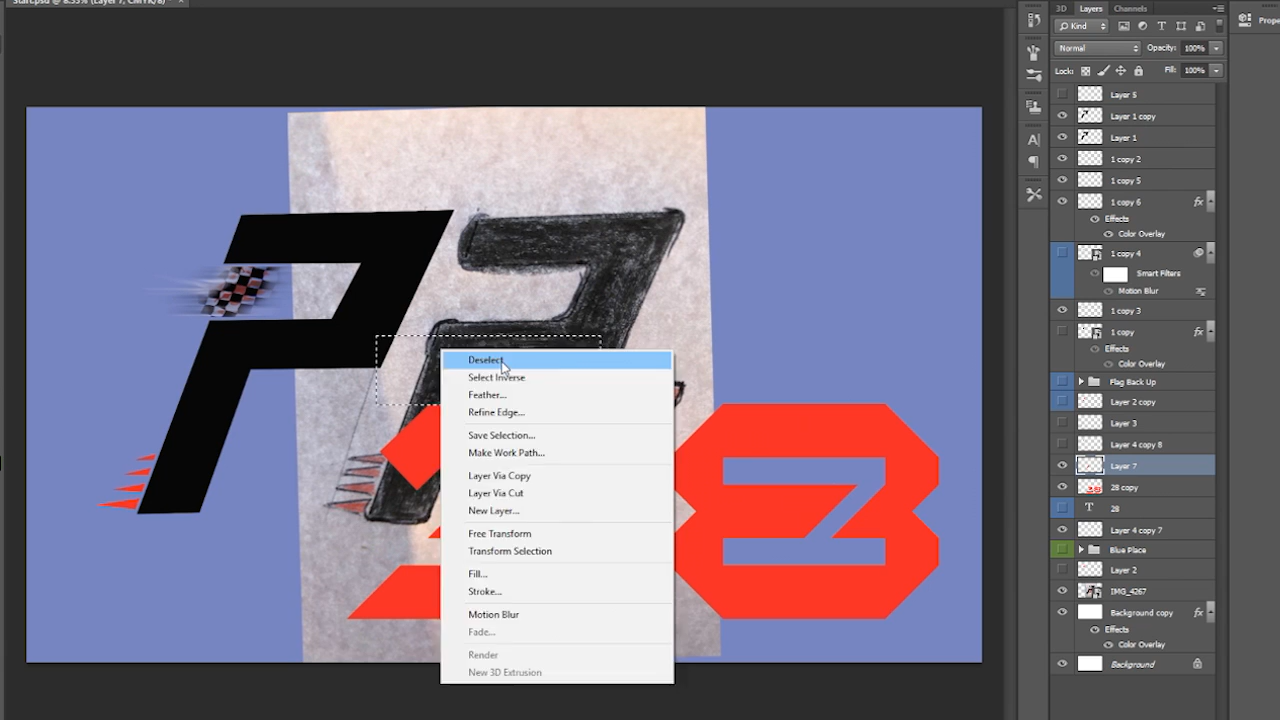 Start.psd @ 8.33% (Layer 7, CMYK/8) ×
3D Layers Channels
Kind
Normal Opacity: 100%
Lock: Fill: 100%
Layer 1 copy
Layer 1
1 copy 2
1 copy 5
1 copy 6 fx
Effects
Color Overlay
1 copy 4
Smart Filters
Motion Blur
1 copy 3
1 copy fx
Effects
Color Overlay
Layer 2 copy
Layer 3
Layer 4 copy 8
Layer 7
28 copy
T 28
Layer 4 copy 7
Blue Place
Layer 2
IMG_4267
Background copy fx
Effects
Color Overlay
Background
Deselect
Select Inverse
Feather...
Refine Edge...
Save Selection...
Make Work Path...
Layer Via Copy
Layer Via Cut
New Layer...
Free Transform
Transform Selection
Fill...
Stroke...
Motion Blur
Fade...
Render
New 3D Extrusion